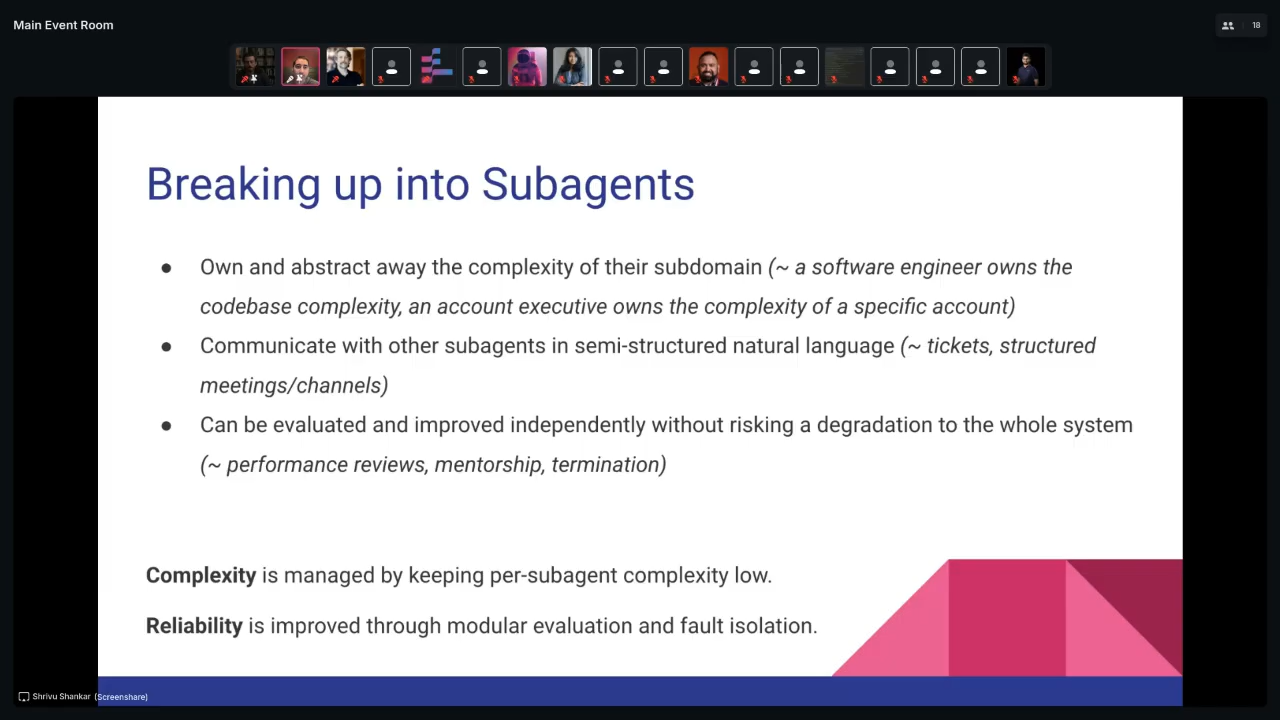 Main Event Room
18
Breaking up into Subagents
● Own and abstract away the complexity of their subdomain (~ a software engineer owns the
codebase complexity, an account executive owns the complexity of a specific account)
● Communicate with other subagents in semi-structured natural language (~ tickets, structured
meetings/channels)
● Can be evaluated and improved independently without risking a degradation to the whole system
(~ performance reviews, mentorship, termination)
Complexity is managed by keeping per-subagent complexity low.
Reliability is improved through modular evaluation and fault isolation.
Shrivu Shankar (Screenshare)